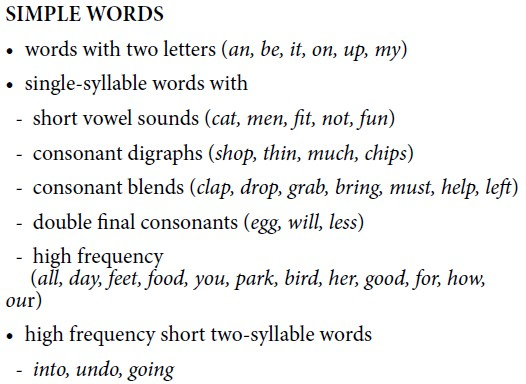 SIMPLE WORDS
• words with two letters (an, be, it, on, up, my)
• single-syllable words with
- short vowel sounds (cat, men, fit, not, fun)
- consonant digraphs (shop, thin, much, chips)
- consonant blends (clap, drop, grab, bring, must, help, left)
- double final consonants (egg, will, less)
- high frequency
(all, day, feet, food, you, park, bird, her, good, for, how,
our)
• high frequency short two-syllable words
- into, undo, going